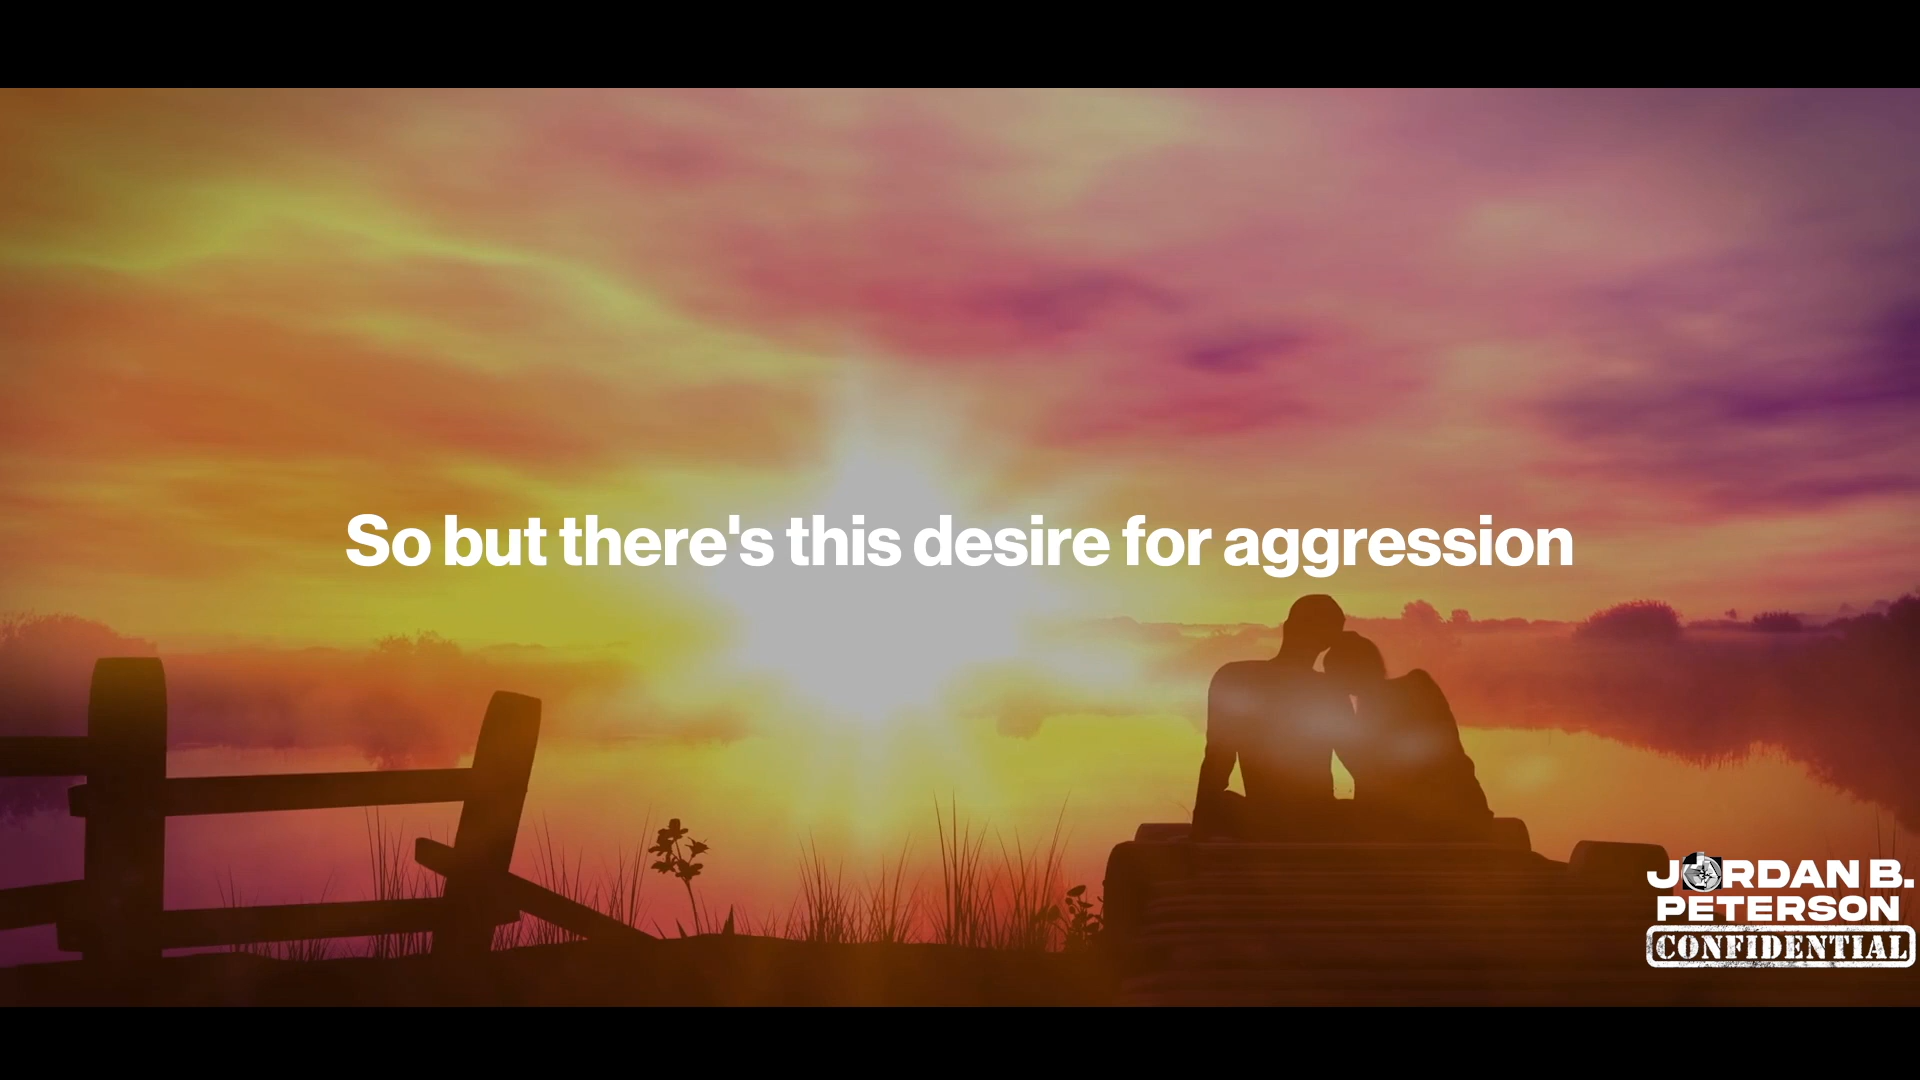 So but there's this desire for aggression
JORDAN B.
PETERSON
CONFIDENTIAL